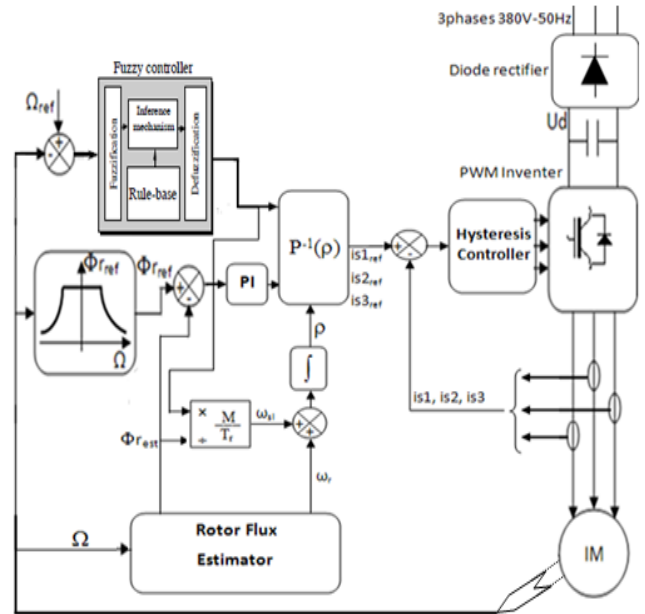 3phases 380V-50Hz
Diode rectifier
Ud
PWM Inventer
Fuzzy controller
Fuzzification
Inference
mechanism
Rule-base
Defuzzification
Ωref
+
-
Φrref
Ω
Φrref
+
-
PI
P⁻¹(ρ)
is1ref
is2ref
is3ref
+
-
Hysteresis
Controller
ρ
∫
×
÷
M
Tr
ωsl
+
+
Φrest
ωr
is1, is2, is3
Ω
Rotor Flux
Estimator
IM